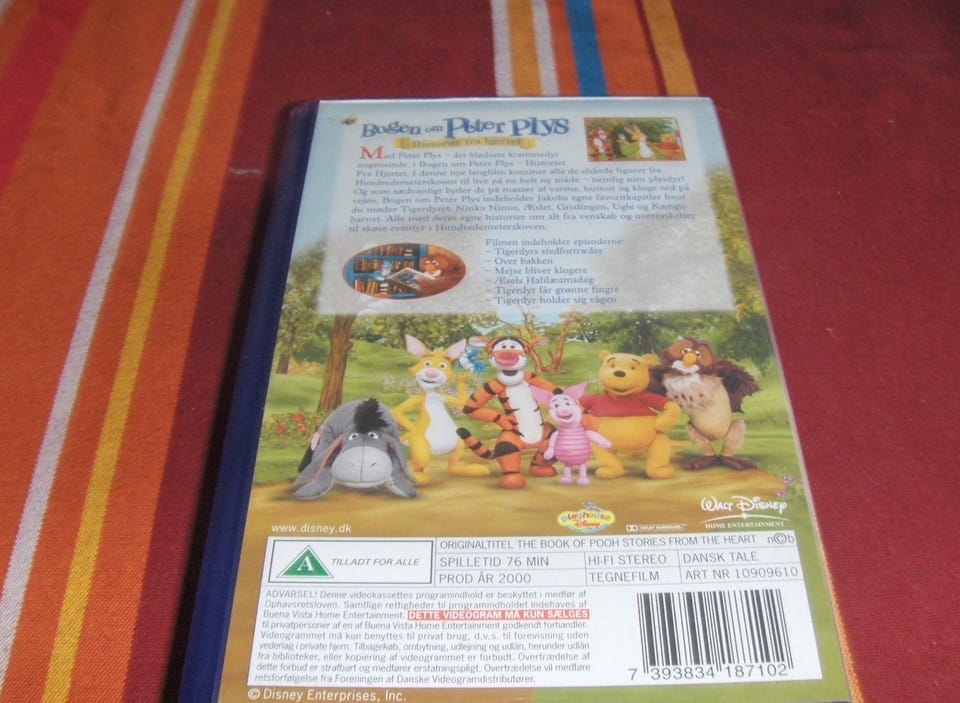 Bogen om Peter Plys
Historier fra hjertet
Mød Peter Plys – det blødeste krammedyr
nogensinde, i Bogen om Peter Plys – Historier
Fra Hjertet. I denne nye langfilm kommer alle de elskede figurer fra
Hundredemeterskoven til live på en helt ny måde – nemlig som plysdyr!
Og som sædvanligt byder de på masser af varme, humor og kloge ord på
vejen. Bogen om Peter Plys indeholder Jakobs egne favoritkapitler hvor
du møder Tigerdyret, Ninka Ninus, Æslet, Grislingen, Ugle og Kængu-
barnet. Alle med deres egne historier om alt fra venskab og overraskelser
til skøre eventyr i Hundredemeterskoven.
Filmen indeholder episoderne:
– Tigerdyrs stedfortræder
– Over bakken
– Mejse bliver klogere
– Æsels Halilæumsdag
– Tigerdyr får grønne fingre
– Tigerdyr holder sig vågen
www.disney.dk
Playhouse
Disney
DOLBY SURROUND
WALT DISNEY
HOME ENTERTAINMENT
A TILLADT FOR ALLE
ORIGINALTITEL THE BOOK OF POOH STORIES FROM THE HEART n©b
SPILLETID 76 MIN HI-FI STEREO DANSK TALE
PROD ÅR 2000 TEGNEFILM ART NR 10909610
ADVARSEL! Denne videokassettes programindhold er beskyttet i medfør af
Ophavsretsloven. Samtlige rettigheder til programindholdet indehaves af
Buena Vista Home Entertainment. DETTE VIDEOGRAM MÅ KUN SÆLGES
til privatpersoner af en af Buena Vista Home Entertainment godkendt forhandler.
Videogrammet må kun benyttes til privat brug, d.v.s. til forevisning uden
vederlag i private hjem. Tilbagekøb, ombytning, udlejning og udlån, herunder udlån
fra biblioteker, eller kopiering af videogrammet er forbudt. Overtrædelse af
dette forbud er strafbart og medfører erstatningspligt. Overtrædelse vil medføre
retsforfølgelse fra Foreningen af Danske Videogramdistributører.
7 393834 187102
© Disney Enterprises, Inc.